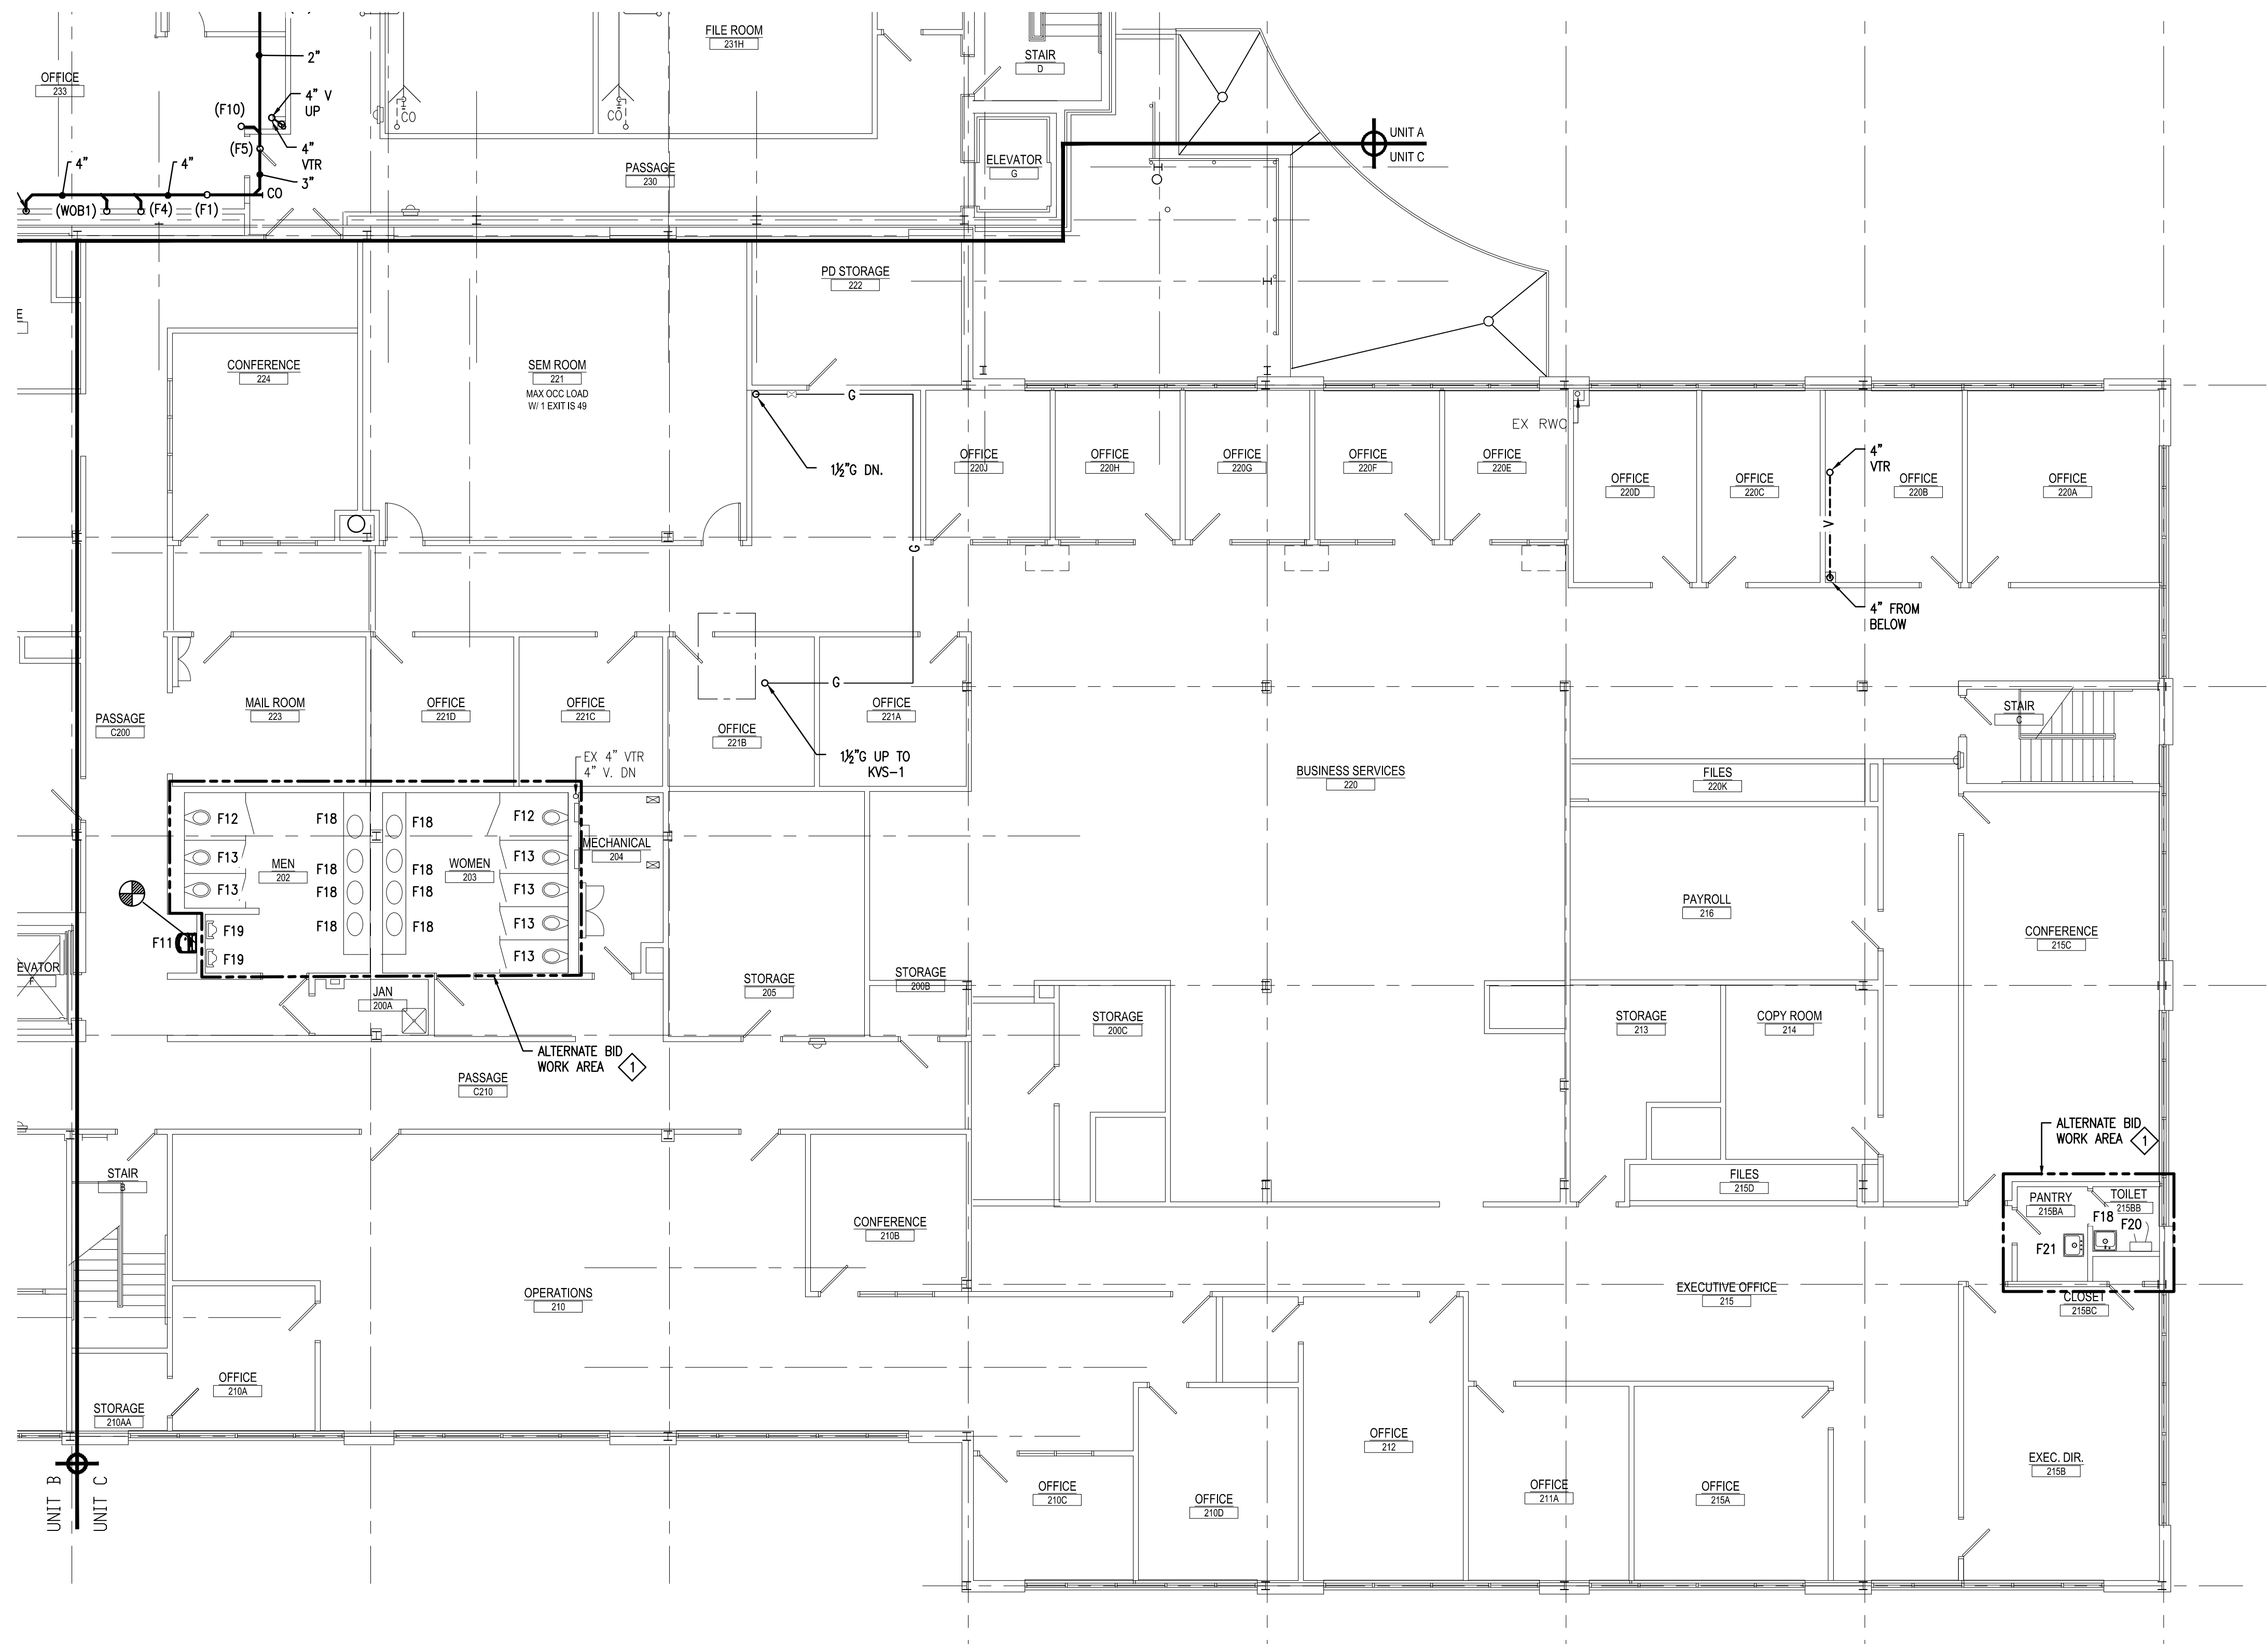 FILE ROOM
231H
STAIR
D
2"
OFFICE
233
4" V
UP
(F10)
CO
CO
UNIT A
UNIT C
(F5)
4"
VTR
4"
4"
3"
CO
(WOB1)
(F4)
(F1)
PASSAGE
230
ELEVATOR
G
PD STORAGE
222
E
CONFERENCE
224
SEM ROOM
221
MAX OCC LOAD
W/ 1 EXIT IS 49
G
EX RWC
1½"G DN.
OFFICE
220J
OFFICE
220H
OFFICE
220G
OFFICE
220F
OFFICE
220E
OFFICE
220D
OFFICE
220C
4"
VTR
OFFICE
220B
OFFICE
220A
V
G
4" FROM
BELOW
G
PASSAGE
C200
MAIL ROOM
223
OFFICE
221D
OFFICE
221C
OFFICE
221B
OFFICE
221A
STAIR
C
EX 4" VTR
4" V. DN
1½"G UP TO
KVS-1
BUSINESS SERVICES
220
FILES
220K
F12
F18
F18
F12
MECHANICAL
204
F13
MEN
202
F18
F18
WOMEN
203
F13
F13
F18
F18
F13
F19
F18
F18
F13
F11
F19
F13
PAYROLL
216
CONFERENCE
215C
EVATOR
F
JAN
200A
STORAGE
205
STORAGE
200B
STORAGE
200C
STORAGE
213
COPY ROOM
214
ALTERNATE BID
WORK AREA
1
PASSAGE
C210
ALTERNATE BID
WORK AREA
1
STAIR
B
FILES
215D
PANTRY
215BA
TOILET
215BB
F18
F20
F21
CONFERENCE
210B
OPERATIONS
210
EXECUTIVE OFFICE
215
CLOSET
215BC
OFFICE
210A
STORAGE
210AA
OFFICE
212
EXEC. DIR.
215B
OFFICE
210C
OFFICE
210D
OFFICE
211A
OFFICE
215A
UNIT B
UNIT C